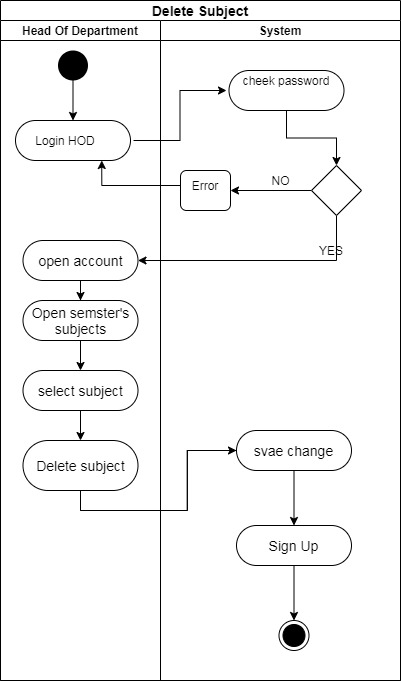 Delete Subject
Head Of Department
System
cheek password
Login HOD
NO
Error
YES
open account
Open semster's
subjects
select subject
Delete subject
svae change
Sign Up